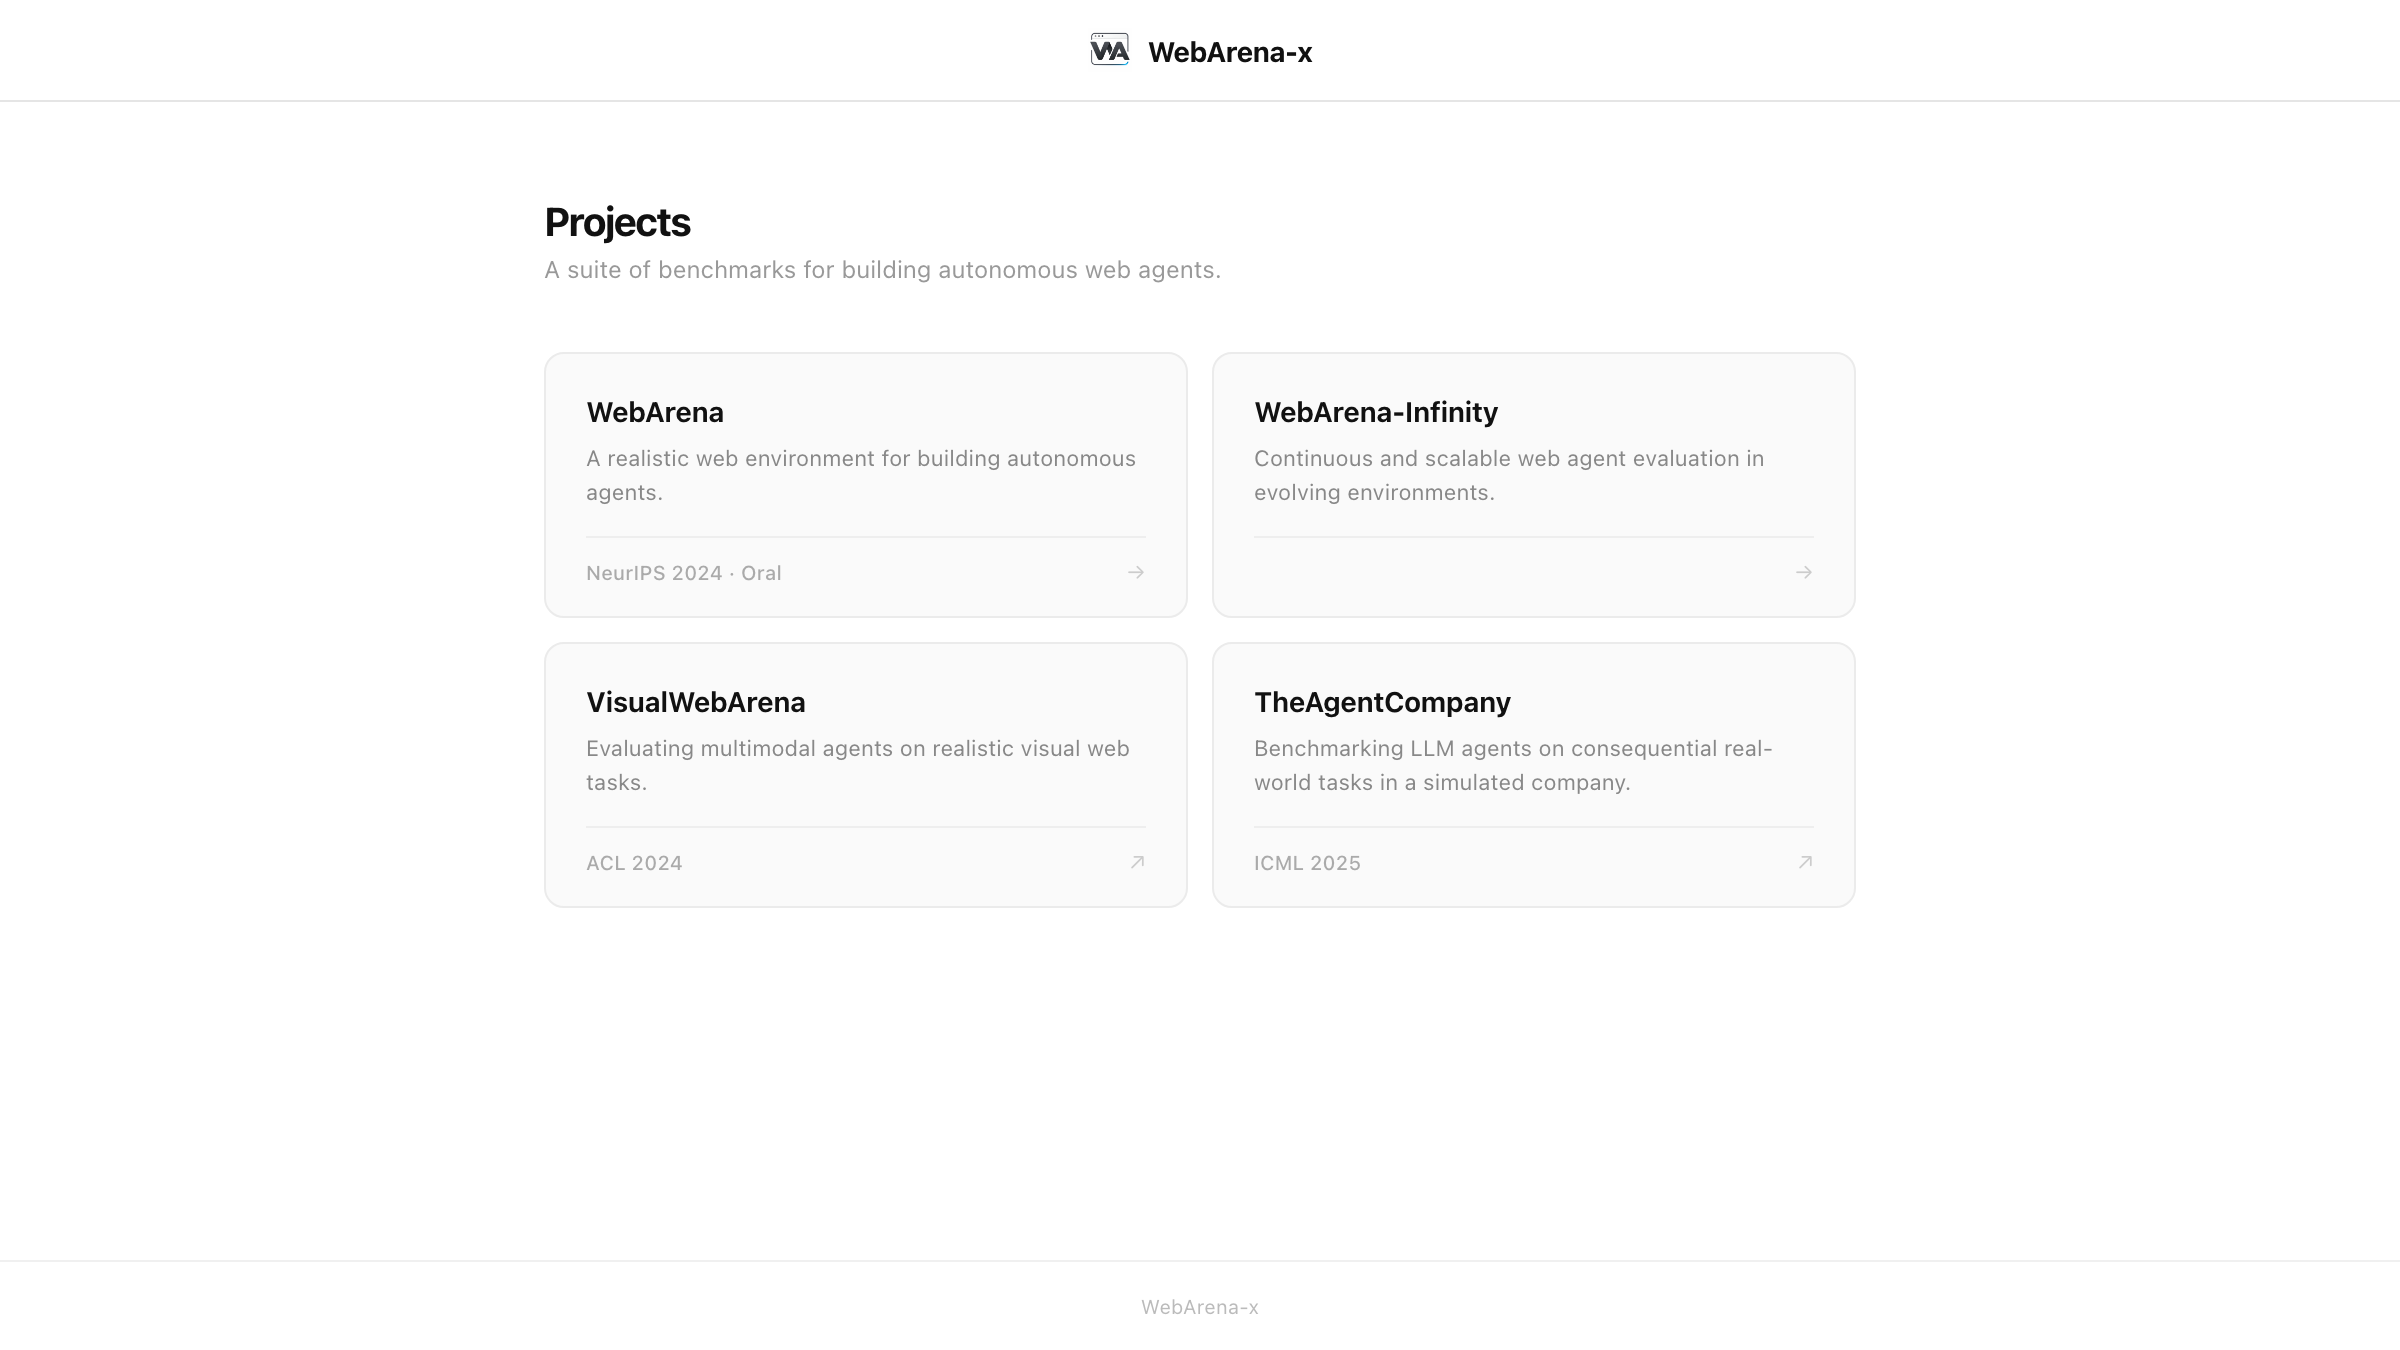 WA WebArena-x
Projects
A suite of benchmarks for building autonomous web agents.
WebArena
A realistic web environment for building autonomous
agents.
NeurIPS 2024 · Oral
→
WebArena-Infinity
Continuous and scalable web agent evaluation in
evolving environments.
→
VisualWebArena
Evaluating multimodal agents on realistic visual web
tasks.
ACL 2024
↗
TheAgentCompany
Benchmarking LLM agents on consequential real-
world tasks in a simulated company.
ICML 2025
↗
WebArena-x